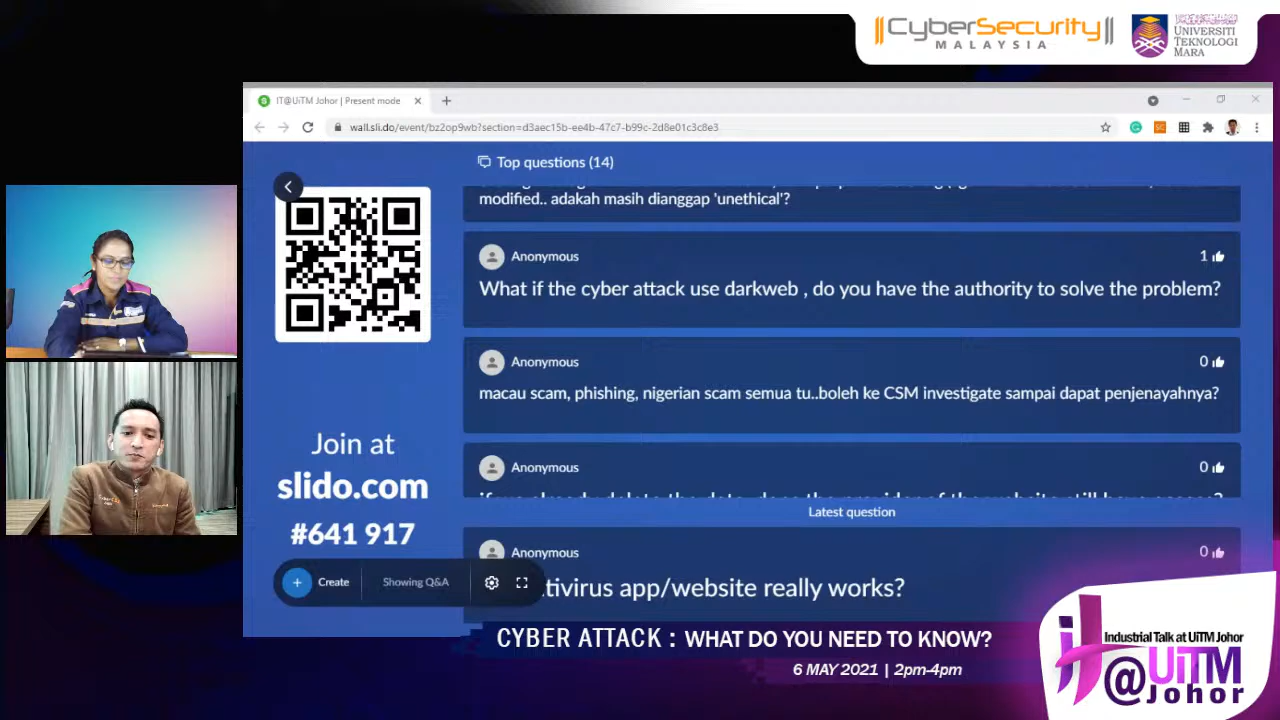 CyberSecurity
MALAYSIA
UNIVERSITI
TEKNOLOGI
MARA
IT@UiTM Johor | Present mode
wall.sli.do/event/bz2op9wb?section=d3aec15b-ee4b-47c7-b99c-2d8e01c3c8e3
Top questions (14)
modified.. adakah masih dianggap 'unethical'?
Anonymous
1
What if the cyber attack use darkweb , do you have the authority to solve the problem?
Anonymous
0
macau scam, phishing, nigerian scam semua tu..boleh ke CSM investigate sampai dapat penjenayahnya?
Anonymous
0
Latest question
Anonymous
0
tivirus app/website really works?
Join at
slido.com
#641 917
Create
Showing Q&A
CYBER ATTACK : WHAT DO YOU NEED TO KNOW?
6 MAY 2021 | 2pm-4pm
iT
Industrial Talk at UiTM Johor
@UiTM
Johor